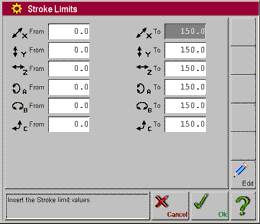 Stroke Limits
X From 0.0 X To 150.0
Y From 0.0 Y To 150.0
Z From 0.0 Z To 150.0
A From 0.0 A To 150.0
B From 0.0 B To 150.0
C From 0.0 C To 150.0
Edit
Insert the Stroke limit values
Cancel Ok ?